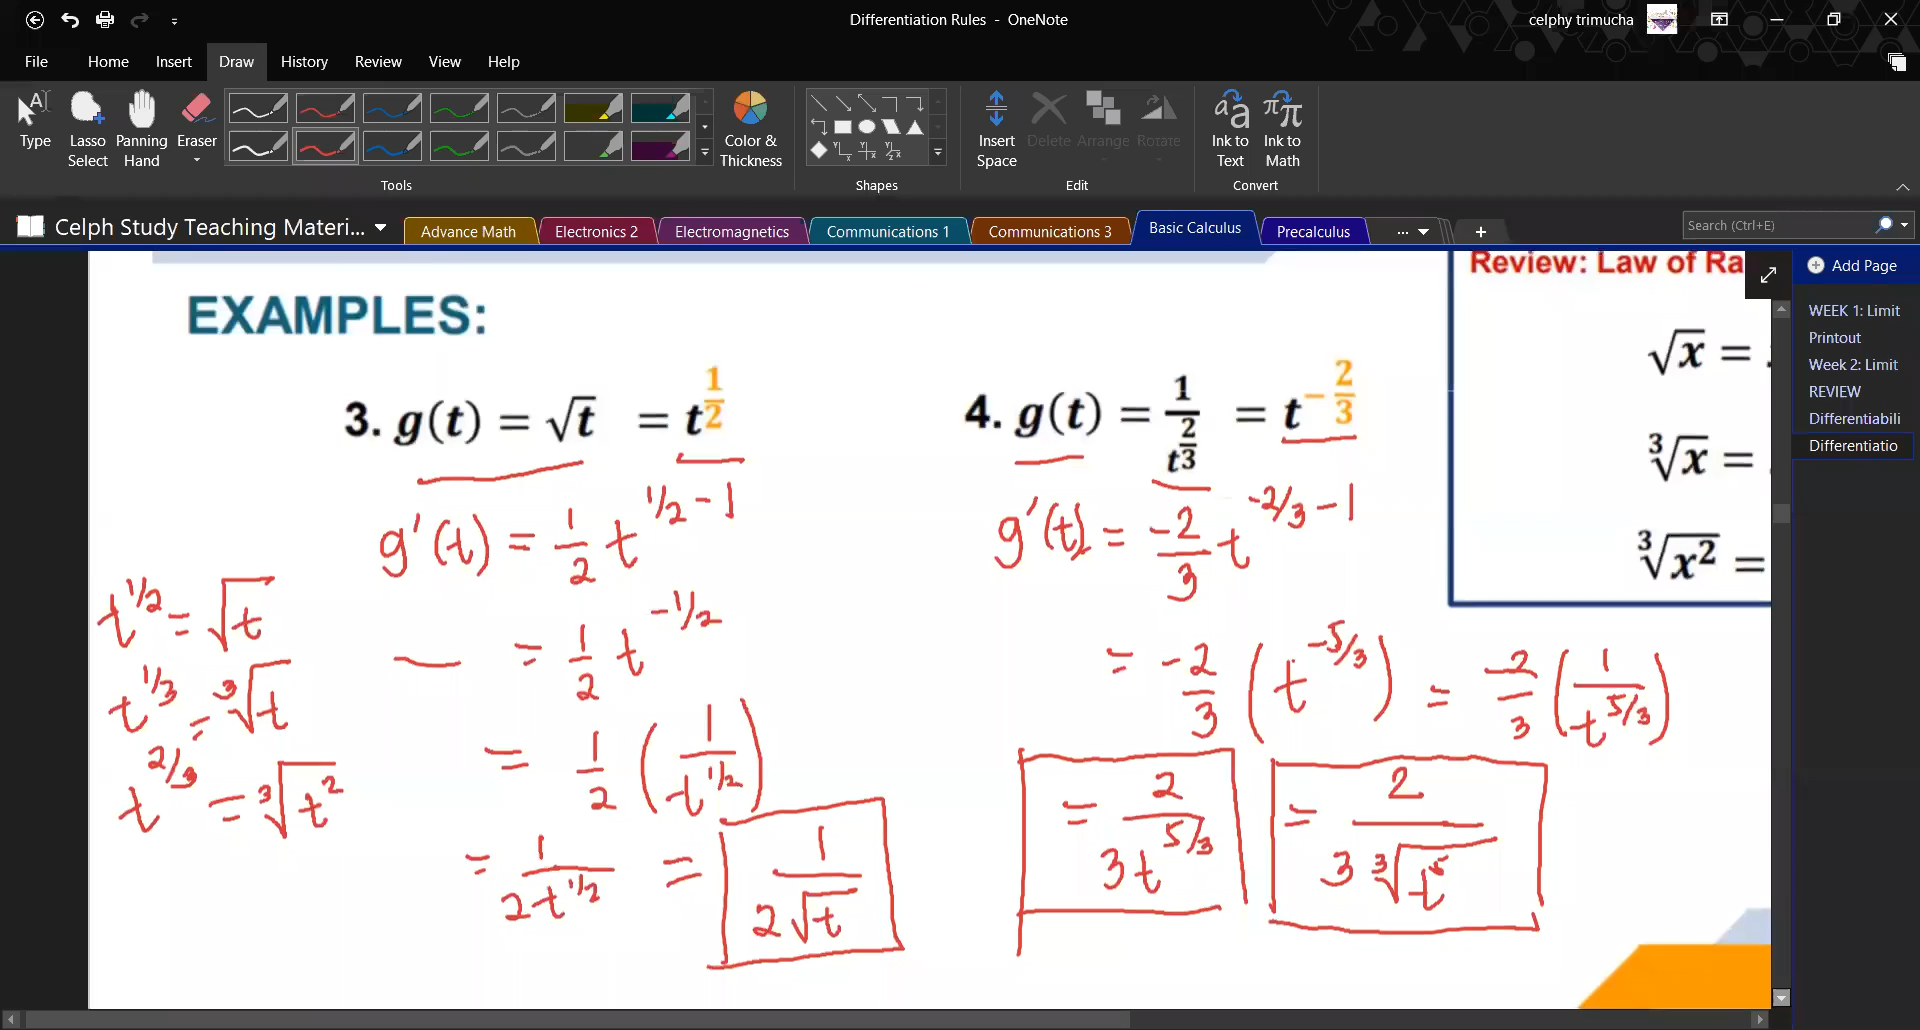 Differentiation Rules - OneNote
celphy trimucha
File Home Insert Draw History Review View Help
Type
Lasso Select
Panning Hand
Eraser
Color & Thickness
Insert Space
Delete
Arrange
Rotate
Ink to Text
Ink to Math
Tools
Shapes
Edit
Convert
Celph Study Teaching Materi...
Advance Math
Electronics 2
Electromagnetics
Communications 1
Communications 3
Basic Calculus
Precalculus
...
Search (Ctrl+E)
Add Page
WEEK 1: Limit
Printout
Week 2: Limit
REVIEW
Differentiabili
Differentiatio
Review: Law of Ra
√x =
∛x =
∛x² =
EXAMPLES:
3. g(t) = √t = t^(1/2)
g'(t) = 1/2 t^(1/2 - 1)
= 1/2 t^(-1/2)
= 1/2 (1/t^(1/2))
= 1/(2t^(1/2)) = 1/(2√t)
t^(1/2) = √t
t^(1/3) = ∛t
t^(2/3) = ∛t²
4. g(t) = 1/t^(2/3) = t^(-2/3)
g'(t) = -2/3 t^(-2/3 - 1)
= -2/3 (t^(-5/3)) = -2/3 (1/t^(5/3))
= 2/(3t^(5/3)) = 2/(3∛t⁵)